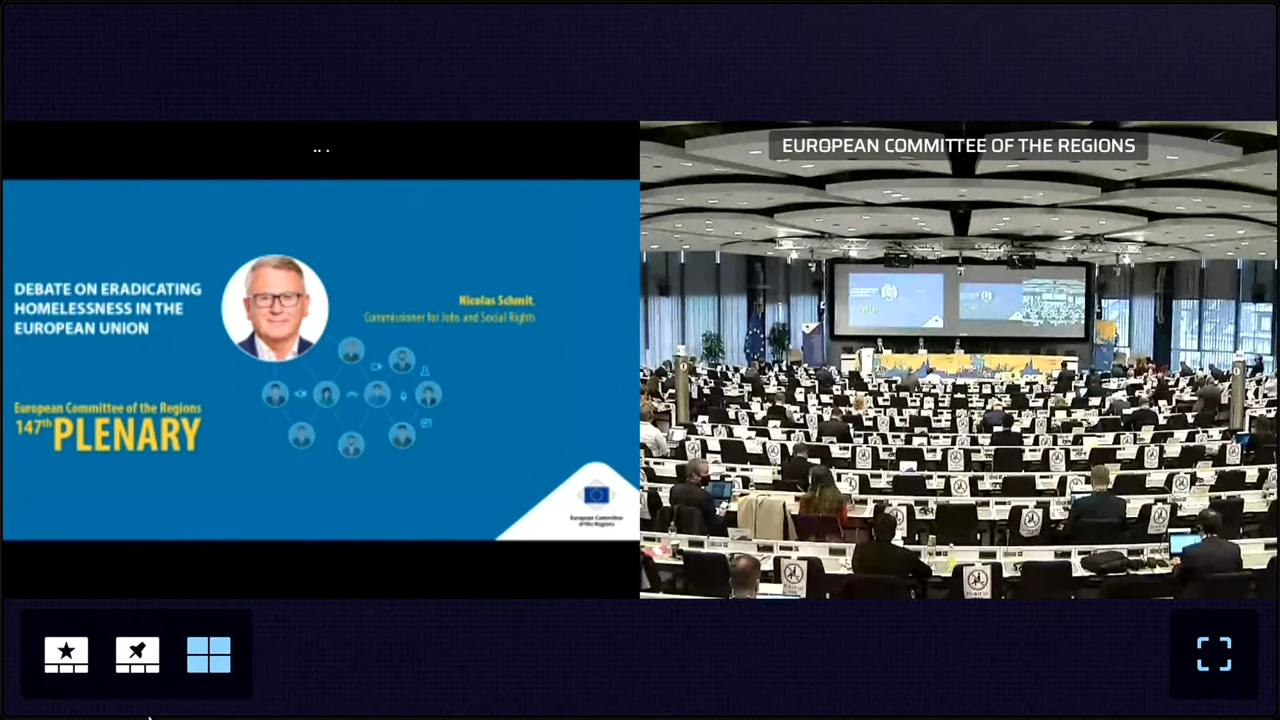 DEBATE ON ERADICATING
HOMELESSNESS IN THE
EUROPEAN UNION
Nicolas Schmit,
Commissioner for Jobs and Social Rights
European Committee of the Regions
147th PLENARY
European Committee
of the Regions
EUROPEAN COMMITTEE OF THE REGIONS